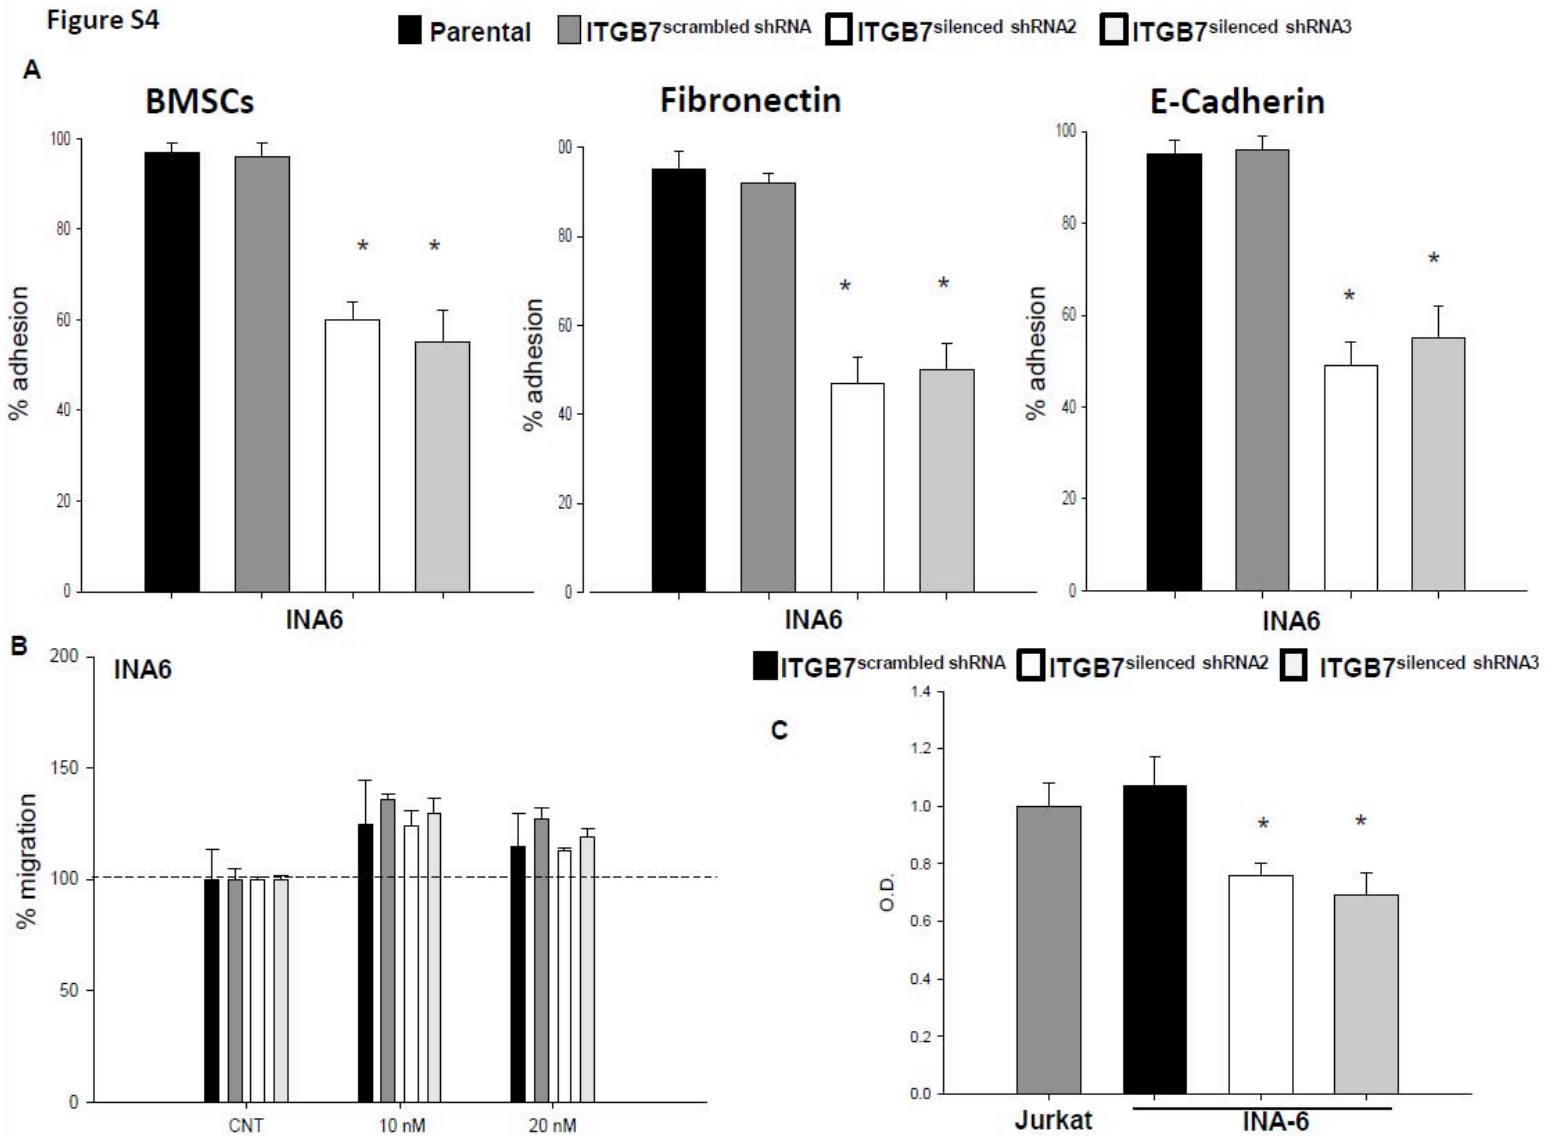 Figure S4
Parental ITGB7scrambled shRNA ITGB7silenced shRNA2 ITGB7silenced shRNA3
A
BMSCs
Fibronectin
E-Cadherin
100
80
60
40
20
0
% adhesion
* *
INA6
00
80
60
40
20
0
% adhesion
* *
INA6
100
80
60
40
20
0
% adhesion
* *
INA6
B
INA6
200
150
100
50
0
% migration
CNT 10 nM 20 nM
ITGB7scrambled shRNA ITGB7silenced shRNA2 ITGB7silenced shRNA3
C
1.4
1.2
1.0
0.8
0.6
0.4
0.2
0.0
O.D.
* *
Jurkat INA-6